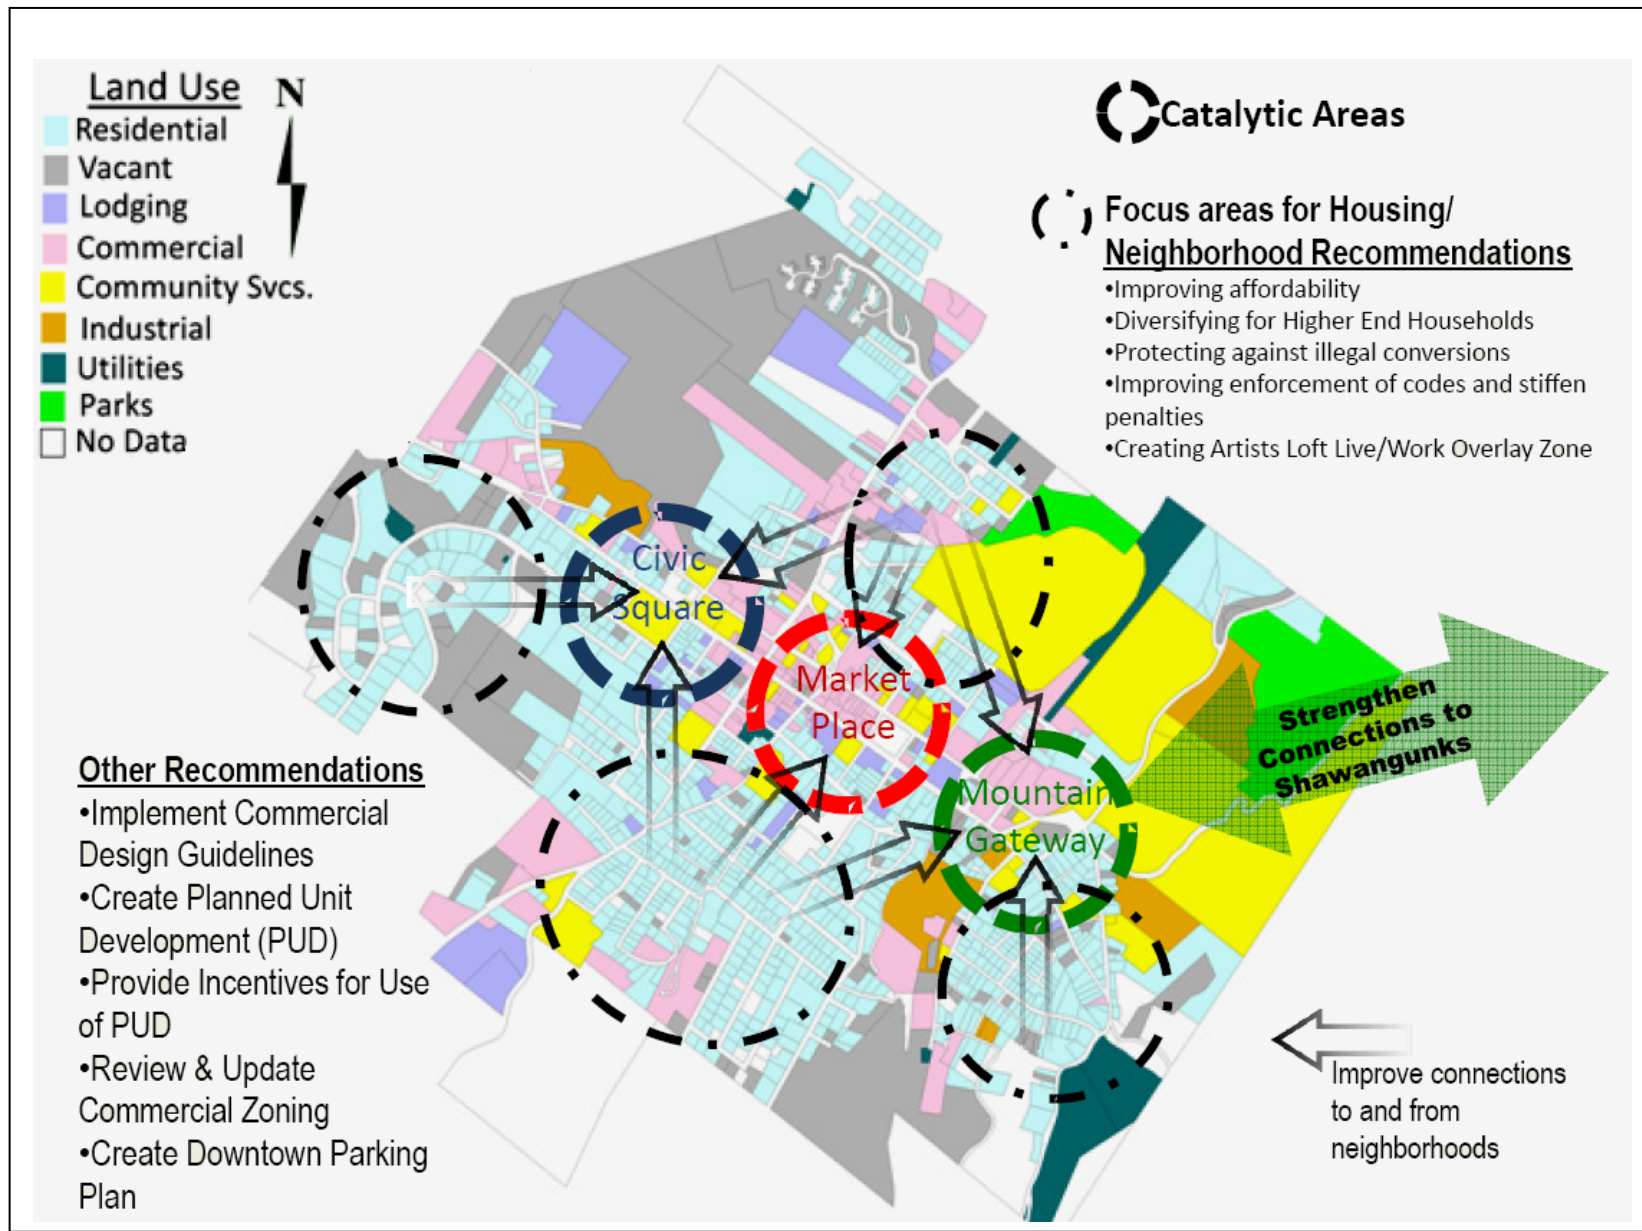 Land Use
N
Residential
Vacant
Lodging
Commercial
Community Svcs.
Industrial
Utilities
Parks
No Data
Catalytic Areas
Focus areas for Housing/
Neighborhood Recommendations
•Improving affordability
•Diversifying for Higher End Households
•Protecting against illegal conversions
•Improving enforcement of codes and stiffen
penalties
•Creating Artists Loft Live/Work Overlay Zone
Civic
Square
Market
Place
Mountain
Gateway
Strengthen
Connections to
Shawangunks
Other Recommendations
•Implement Commercial
Design Guidelines
•Create Planned Unit
Development (PUD)
•Provide Incentives for Use
of PUD
•Review & Update
Commercial Zoning
•Create Downtown Parking
Plan
Improve connections
to and from
neighborhoods